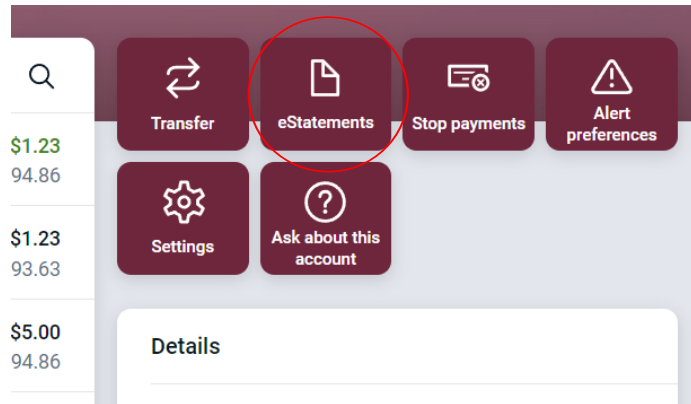 Transfer
eStatements
Stop payments
Alert
preferences
$1.23
94.86
Settings
Ask about this
account
$1.23
93.63
$5.00
94.86
Details